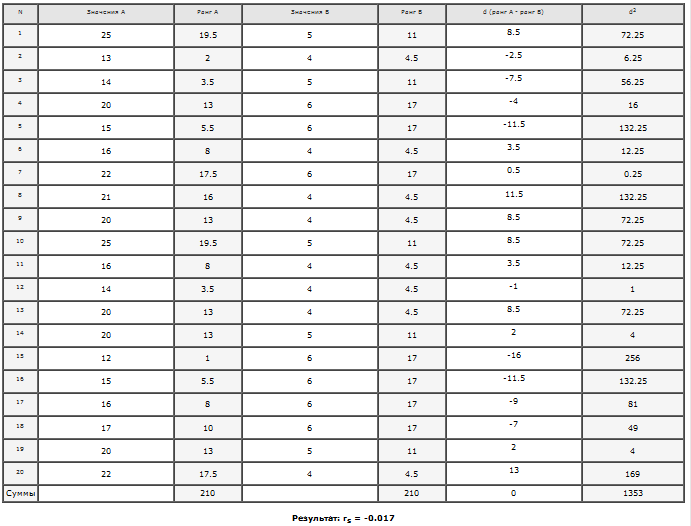 N Значения А Ранг А Значения В Ранг В d (ранг А - ранг В) d2
1 25 19.5 5 11 8.5 72.25
2 13 2 4 4.5 -2.5 6.25
3 14 3.5 5 11 -7.5 56.25
4 20 13 6 17 -4 16
5 15 5.5 6 17 -11.5 132.25
6 16 8 4 4.5 3.5 12.25
7 22 17.5 6 17 0.5 0.25
8 21 16 4 4.5 11.5 132.25
9 20 13 4 4.5 8.5 72.25
10 25 19.5 5 11 8.5 72.25
11 16 8 4 4.5 3.5 12.25
12 14 3.5 4 4.5 -1 1
13 20 13 4 4.5 8.5 72.25
14 20 13 5 11 2 4
15 12 1 6 17 -16 256
16 15 5.5 6 17 -11.5 132.25
17 16 8 6 17 -9 81
18 17 10 6 17 -7 49
19 20 13 5 11 2 4
20 22 17.5 4 4.5 13 169
Суммы 210 210 0 1353
Результат: rs = -0.017